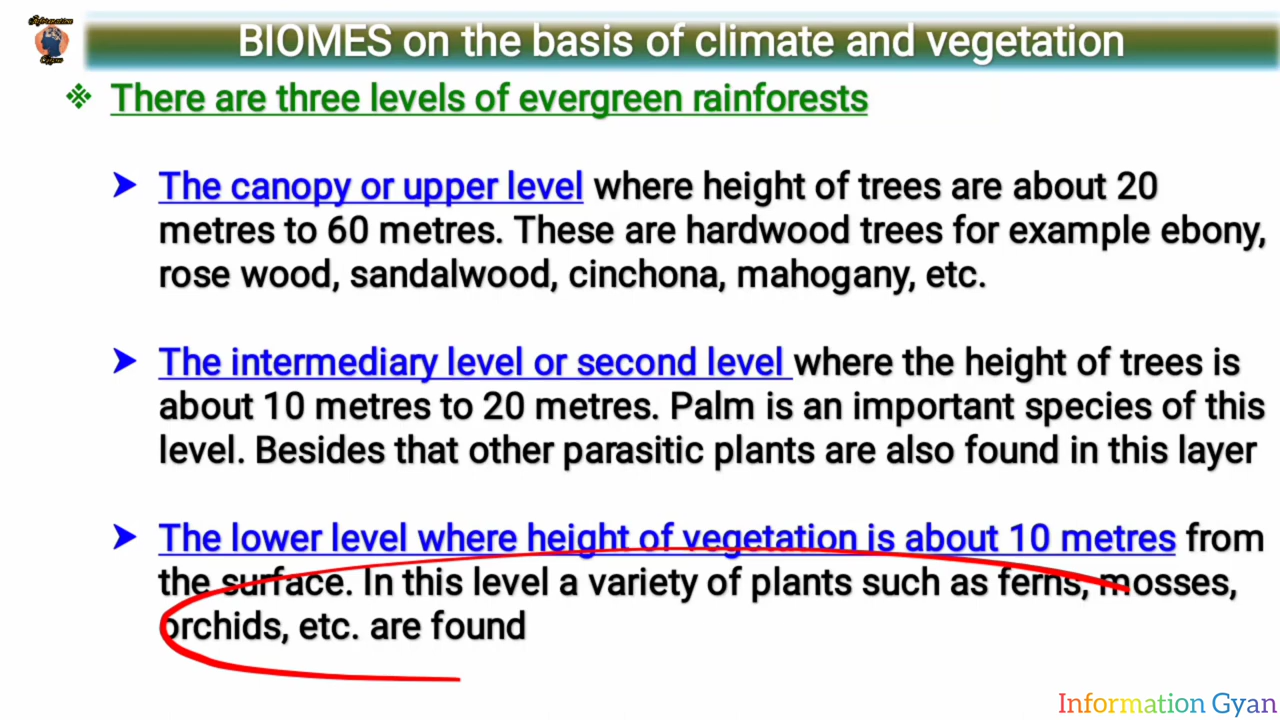 Information
Gyan
BIOMES on the basis of climate and vegetation
❖ There are three levels of evergreen rainforests
➤ The canopy or upper level where height of trees are about 20
metres to 60 metres. These are hardwood trees for example ebony,
rose wood, sandalwood, cinchona, mahogany, etc.
➤ The intermediary level or second level where the height of trees is
about 10 metres to 20 metres. Palm is an important species of this
level. Besides that other parasitic plants are also found in this layer
➤ The lower level where height of vegetation is about 10 metres from
the surface. In this level a variety of plants such as ferns, mosses,
orchids, etc. are found
Information Gyan